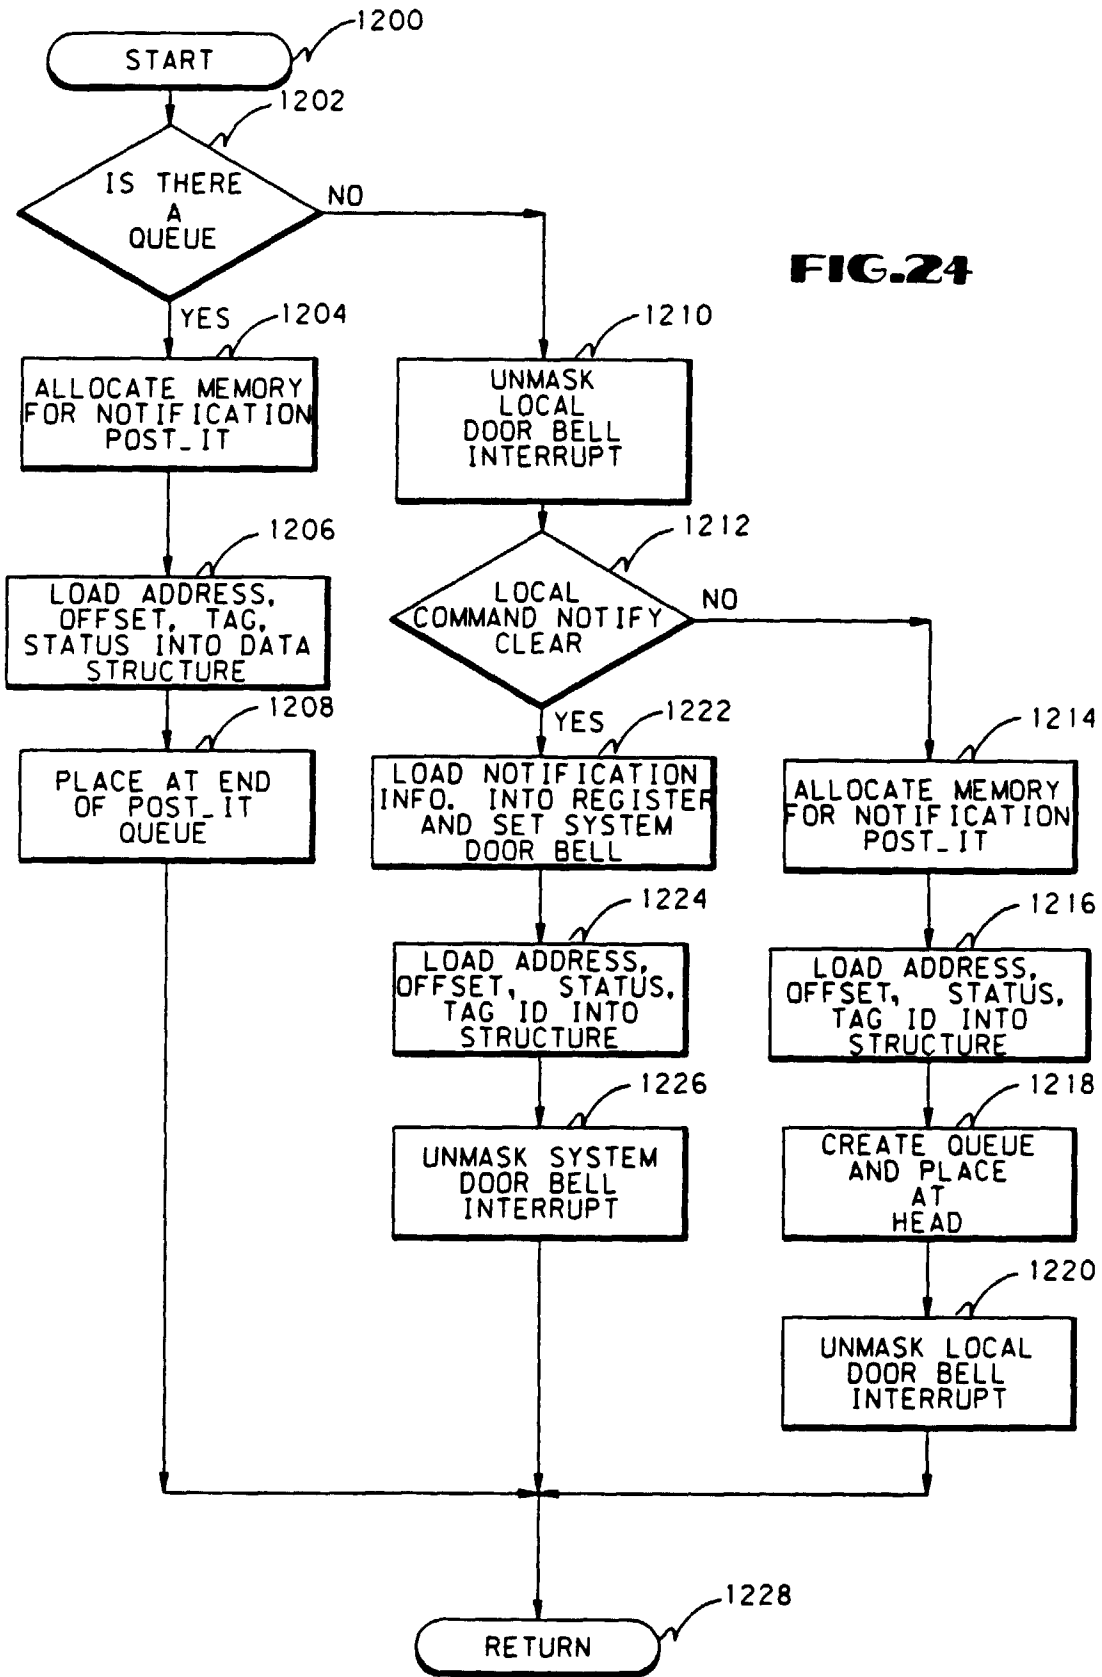 1200
START
1202
IS THERE
A
QUEUE
NO
FIG.24
YES
1204
ALLOCATE MEMORY
FOR NOTIFICATION
POST_IT
1210
UNMASK
LOCAL
DOOR BELL
INTERRUPT
1206
LOAD ADDRESS,
OFFSET, TAG,
STATUS INTO DATA
STRUCTURE
1212
LOCAL
COMMAND NOTIFY
CLEAR
NO
1208
PLACE AT END
OF POST_IT
QUEUE
YES
1222
LOAD NOTIFICATION
INFO. INTO REGISTER
AND SET SYSTEM
DOOR BELL
1214
ALLOCATE MEMORY
FOR NOTIFICATION
POST_IT
1224
LOAD ADDRESS,
OFFSET, STATUS,
TAG ID INTO
STRUCTURE
1216
LOAD ADDRESS,
OFFSET, STATUS,
TAG ID INTO
STRUCTURE
1226
UNMASK SYSTEM
DOOR BELL
INTERRUPT
1218
CREATE QUEUE
AND PLACE
AT
HEAD
1220
UNMASK LOCAL
DOOR BELL
INTERRUPT
1228
RETURN